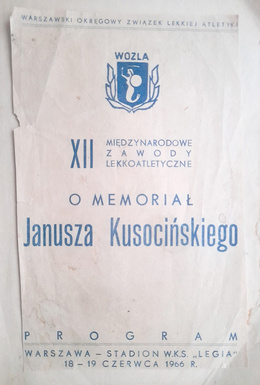 WARSZAWSKI OKRĘGOWY ZWIĄZEK LEKKIEJ ATLETYKI
WOZLA
XII MIĘDZYNARODOWE
ZAWODY
LEKKOATLETYCZNE
O MEMORIAŁ
Janusza Kusocińskiego
PROGRAM
WARSZAWA – STADION W.K.S. „LEGIA"
18 – 19 CZERWCA 1966 R.